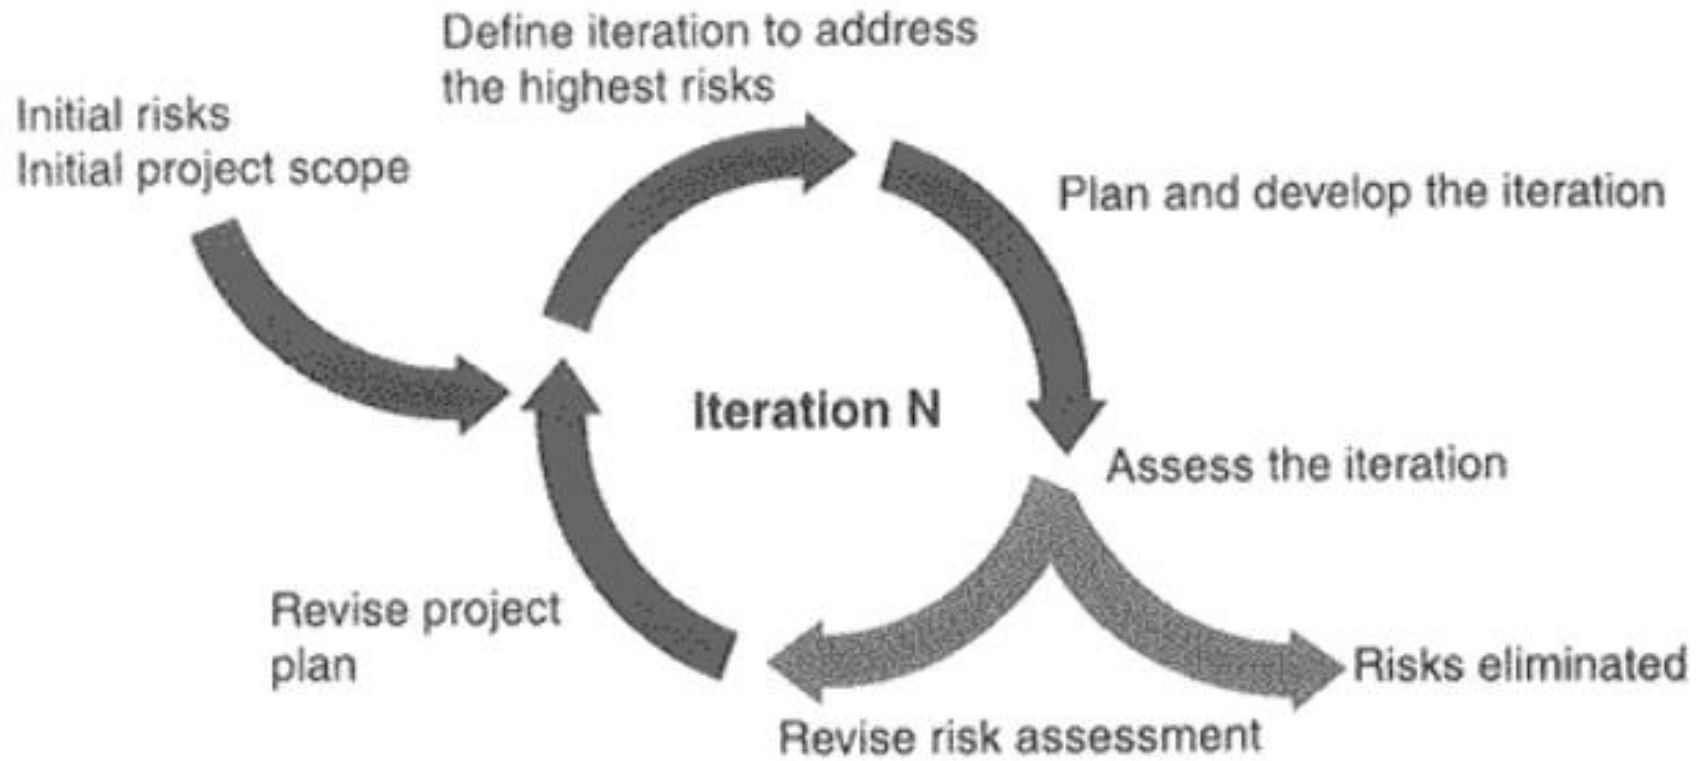 Define iteration to address
the highest risks
Initial risks
Initial project scope
Plan and develop the iteration
Iteration N
Assess the iteration
Revise project
plan
Risks eliminated
Revise risk assessment